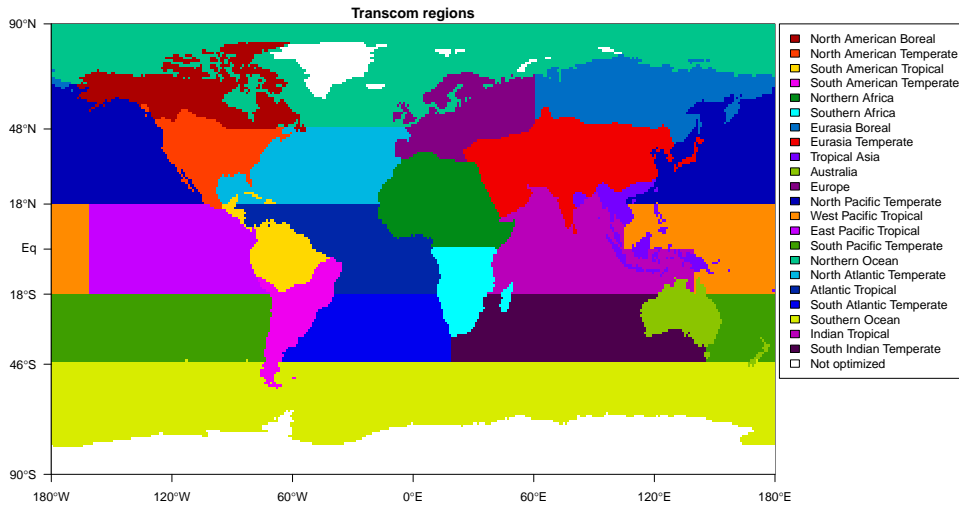 Transcom regions
90°N
48°N
18°N
Eq
18°S
46°S
90°S
180°W
120°W
60°W
0°E
60°E
120°E
180°E
North American Boreal
North American Temperate
South American Tropical
South American Temperate
Northern Africa
Southern Africa
Eurasia Boreal
Eurasia Temperate
Tropical Asia
Australia
Europe
North Pacific Temperate
West Pacific Tropical
East Pacific Tropical
South Pacific Temperate
Northern Ocean
North Atlantic Temperate
Atlantic Tropical
South Atlantic Temperate
Southern Ocean
Indian Tropical
South Indian Temperate
Not optimized